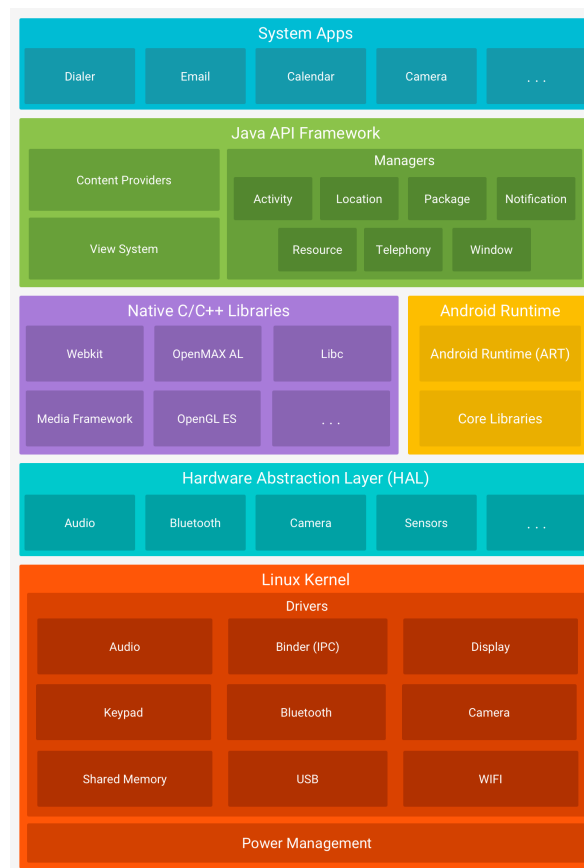 System Apps
Dialer
Email
Calendar
Camera
. . .
Java API Framework
Content Providers
View System
Managers
Activity
Location
Package
Notification
Resource
Telephony
Window
Native C/C++ Libraries
Webkit
OpenMAX AL
Libc
Media Framework
OpenGL ES
. . .
Android Runtime
Android Runtime (ART)
Core Libraries
Hardware Abstraction Layer (HAL)
Audio
Bluetooth
Camera
Sensors
. . .
Linux Kernel
Drivers
Audio
Binder (IPC)
Display
Keypad
Bluetooth
Camera
Shared Memory
USB
WIFI
Power Management